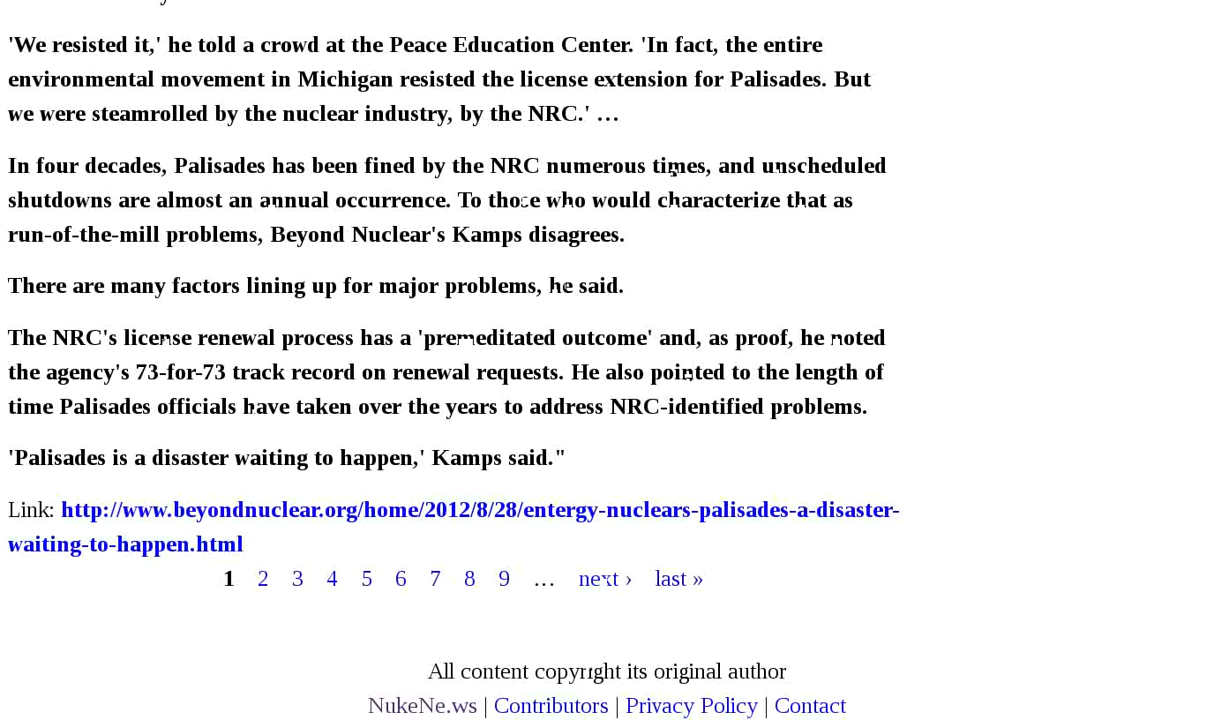 'We resisted it,' he told a crowd at the Peace Education Center. 'In fact, the entire
environmental movement in Michigan resisted the license extension for Palisades. But
we were steamrolled by the nuclear industry, by the NRC.' …
In four decades, Palisades has been fined by the NRC numerous times, and unscheduled
shutdowns are almost an annual occurrence. To those who would characterize that as
run-of-the-mill problems, Beyond Nuclear's Kamps disagrees.
There are many factors lining up for major problems, he said.
The NRC's license renewal process has a 'premeditated outcome' and, as proof, he noted
the agency's 73-for-73 track record on renewal requests. He also pointed to the length of
time Palisades officials have taken over the years to address NRC-identified problems.
'Palisades is a disaster waiting to happen,' Kamps said."
Link: http://www.beyondnuclear.org/home/2012/8/28/entergy-nuclears-palisades-a-disaster-
waiting-to-happen.html
1 2 3 4 5 6 7 8 9 … next › last »
All content copyright its original author
NukeNe.ws | Contributors | Privacy Policy | Contact